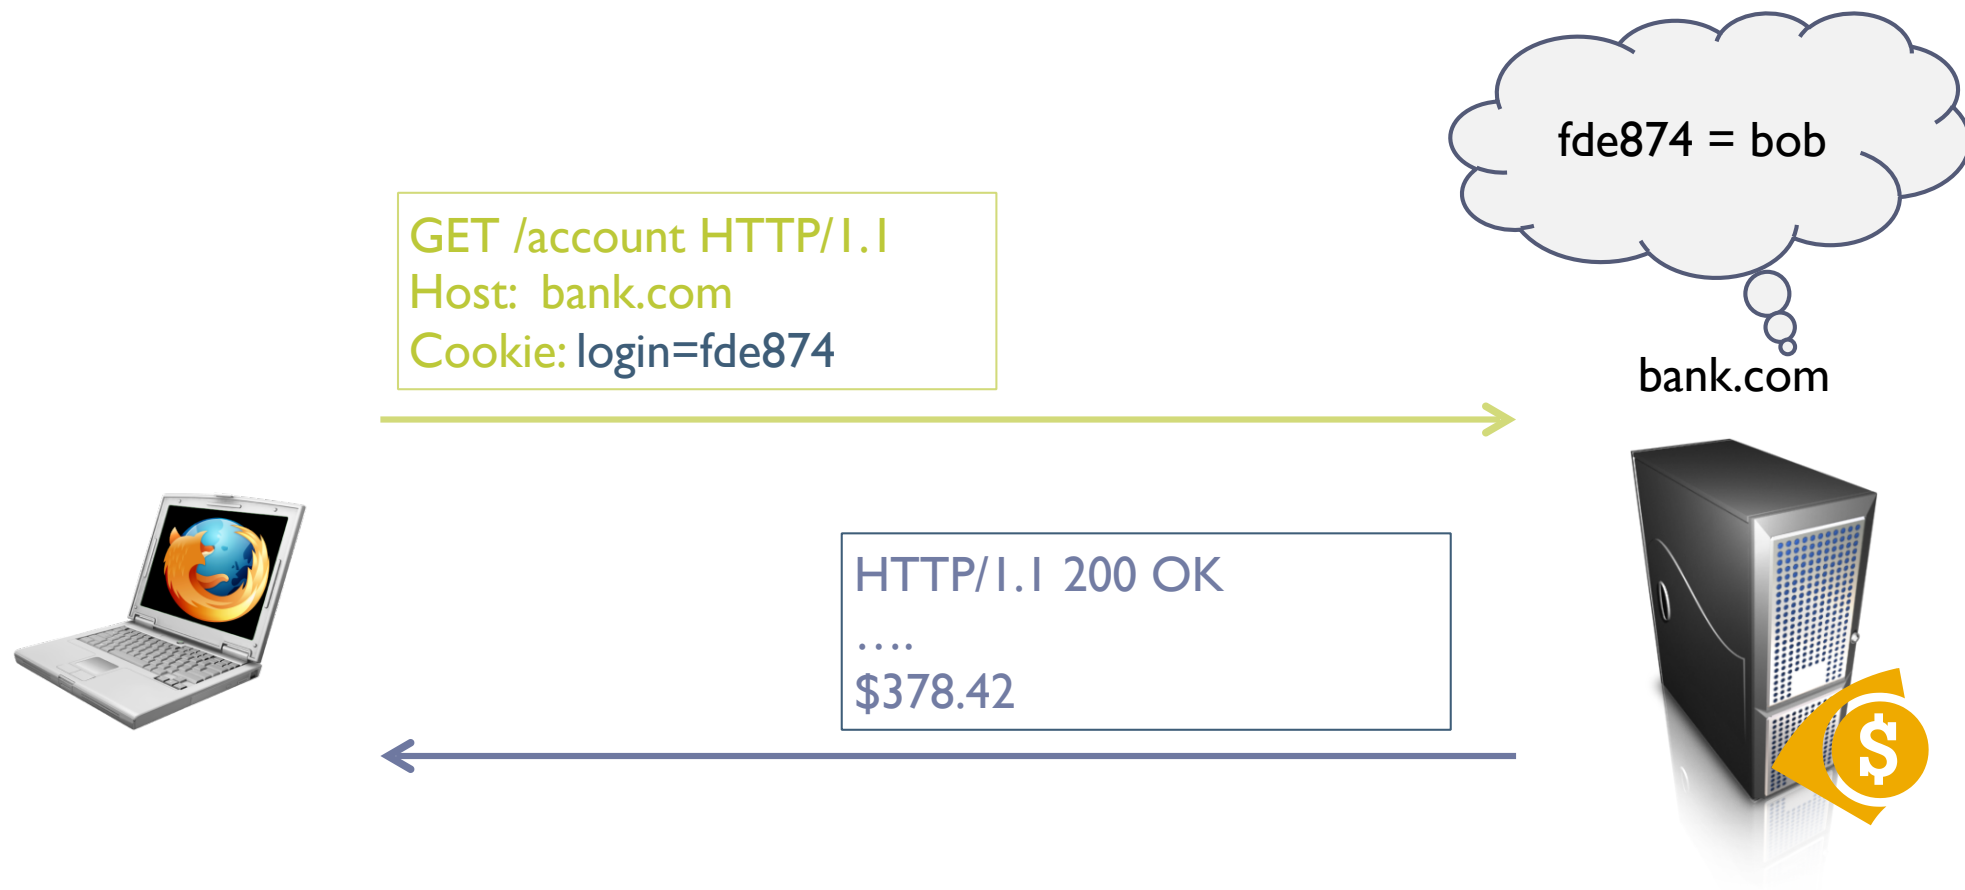 fde874 = bob
GET /account HTTP/1.1
Host: bank.com
Cookie: login=fde874
bank.com
HTTP/1.1 200 OK
....
$378.42
$